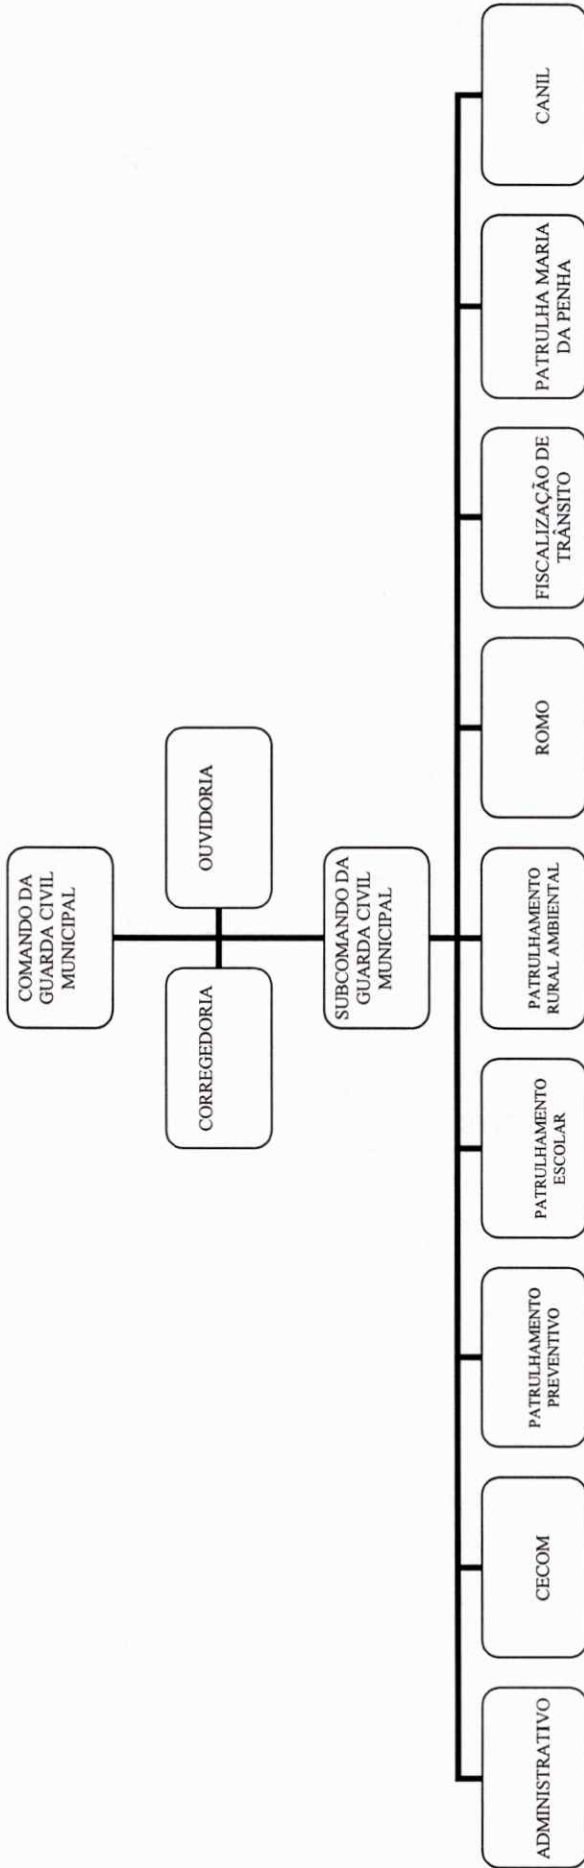 COMANDO DA
GUARDA CIVIL
MUNICIPAL
CORREGEDORIA
OUVIDORIA
SUBCOMANDO DA
GUARDA CIVIL
MUNICIPAL
ADMINISTRATIVO
CECOM
PATRULHAMENTO
PREVENTIVO
PATRULHAMENTO
ESCOLAR
PATRULHAMENTO
RURAL AMBIENTAL
ROMO
FISCALIZAÇÃO DE
TRÂNSITO
PATRULHA MARIA
DA PENHA
CANIL